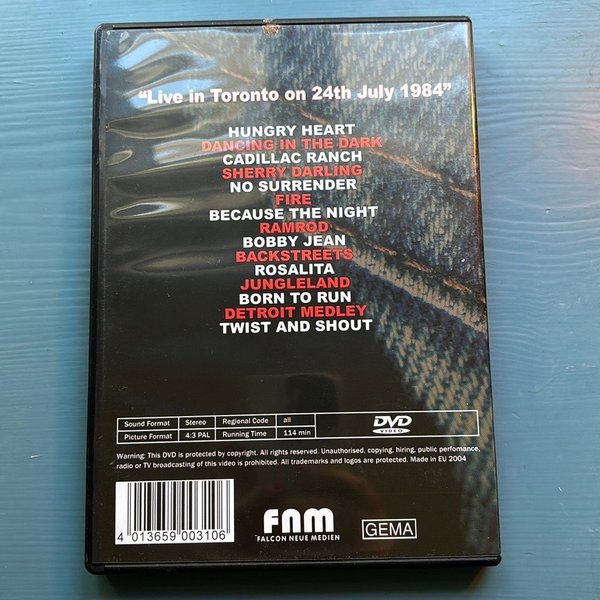 “Live in Toronto on 24th July 1984”
HUNGRY HEART
DANCING IN THE DARK
CADILLAC RANCH
SHERRY DARLING
NO SURRENDER
FIRE
BECAUSE THE NIGHT
RAMROD
BOBBY JEAN
BACKSTREETS
ROSALITA
JUNGLELAND
BORN TO RUN
DETROIT MEDLEY
TWIST AND SHOUT
Sound Format Stereo Regional Code all
Picture Format 4:3 PAL Running Time 114 min
DVD
VIDEO
Warning: This DVD is protected by copyright. All rights reserved. Unauthorised, copying, hiring, public perfomance,
radio or TV broadcasting of this video is prohibited. All trademarks and logos are protected. Made in EU 2004
4 013659 003106
FNM
FALCON NEUE MEDIEN
GEMA